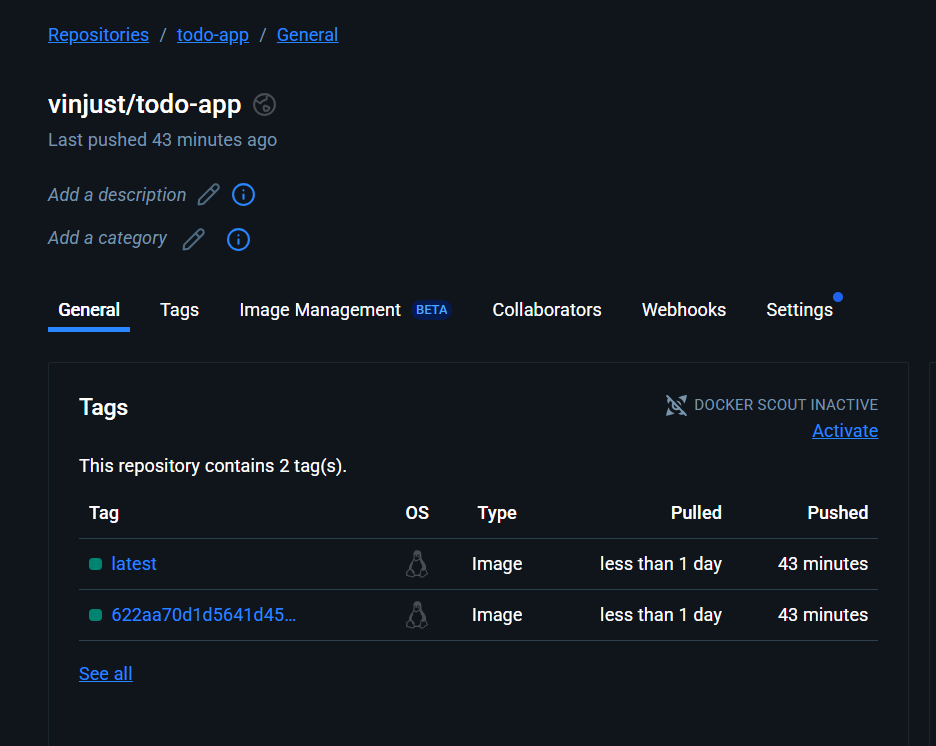 Repositories / todo-app / General
vinjust/todo-app
Last pushed 43 minutes ago
Add a description
Add a category
General Tags Image Management BETA Collaborators Webhooks Settings
Tags
DOCKER SCOUT INACTIVE
Activate
This repository contains 2 tag(s).
Tag OS Type Pulled Pushed
latest Image less than 1 day 43 minutes
622aa70d1d5641d45... Image less than 1 day 43 minutes
See all